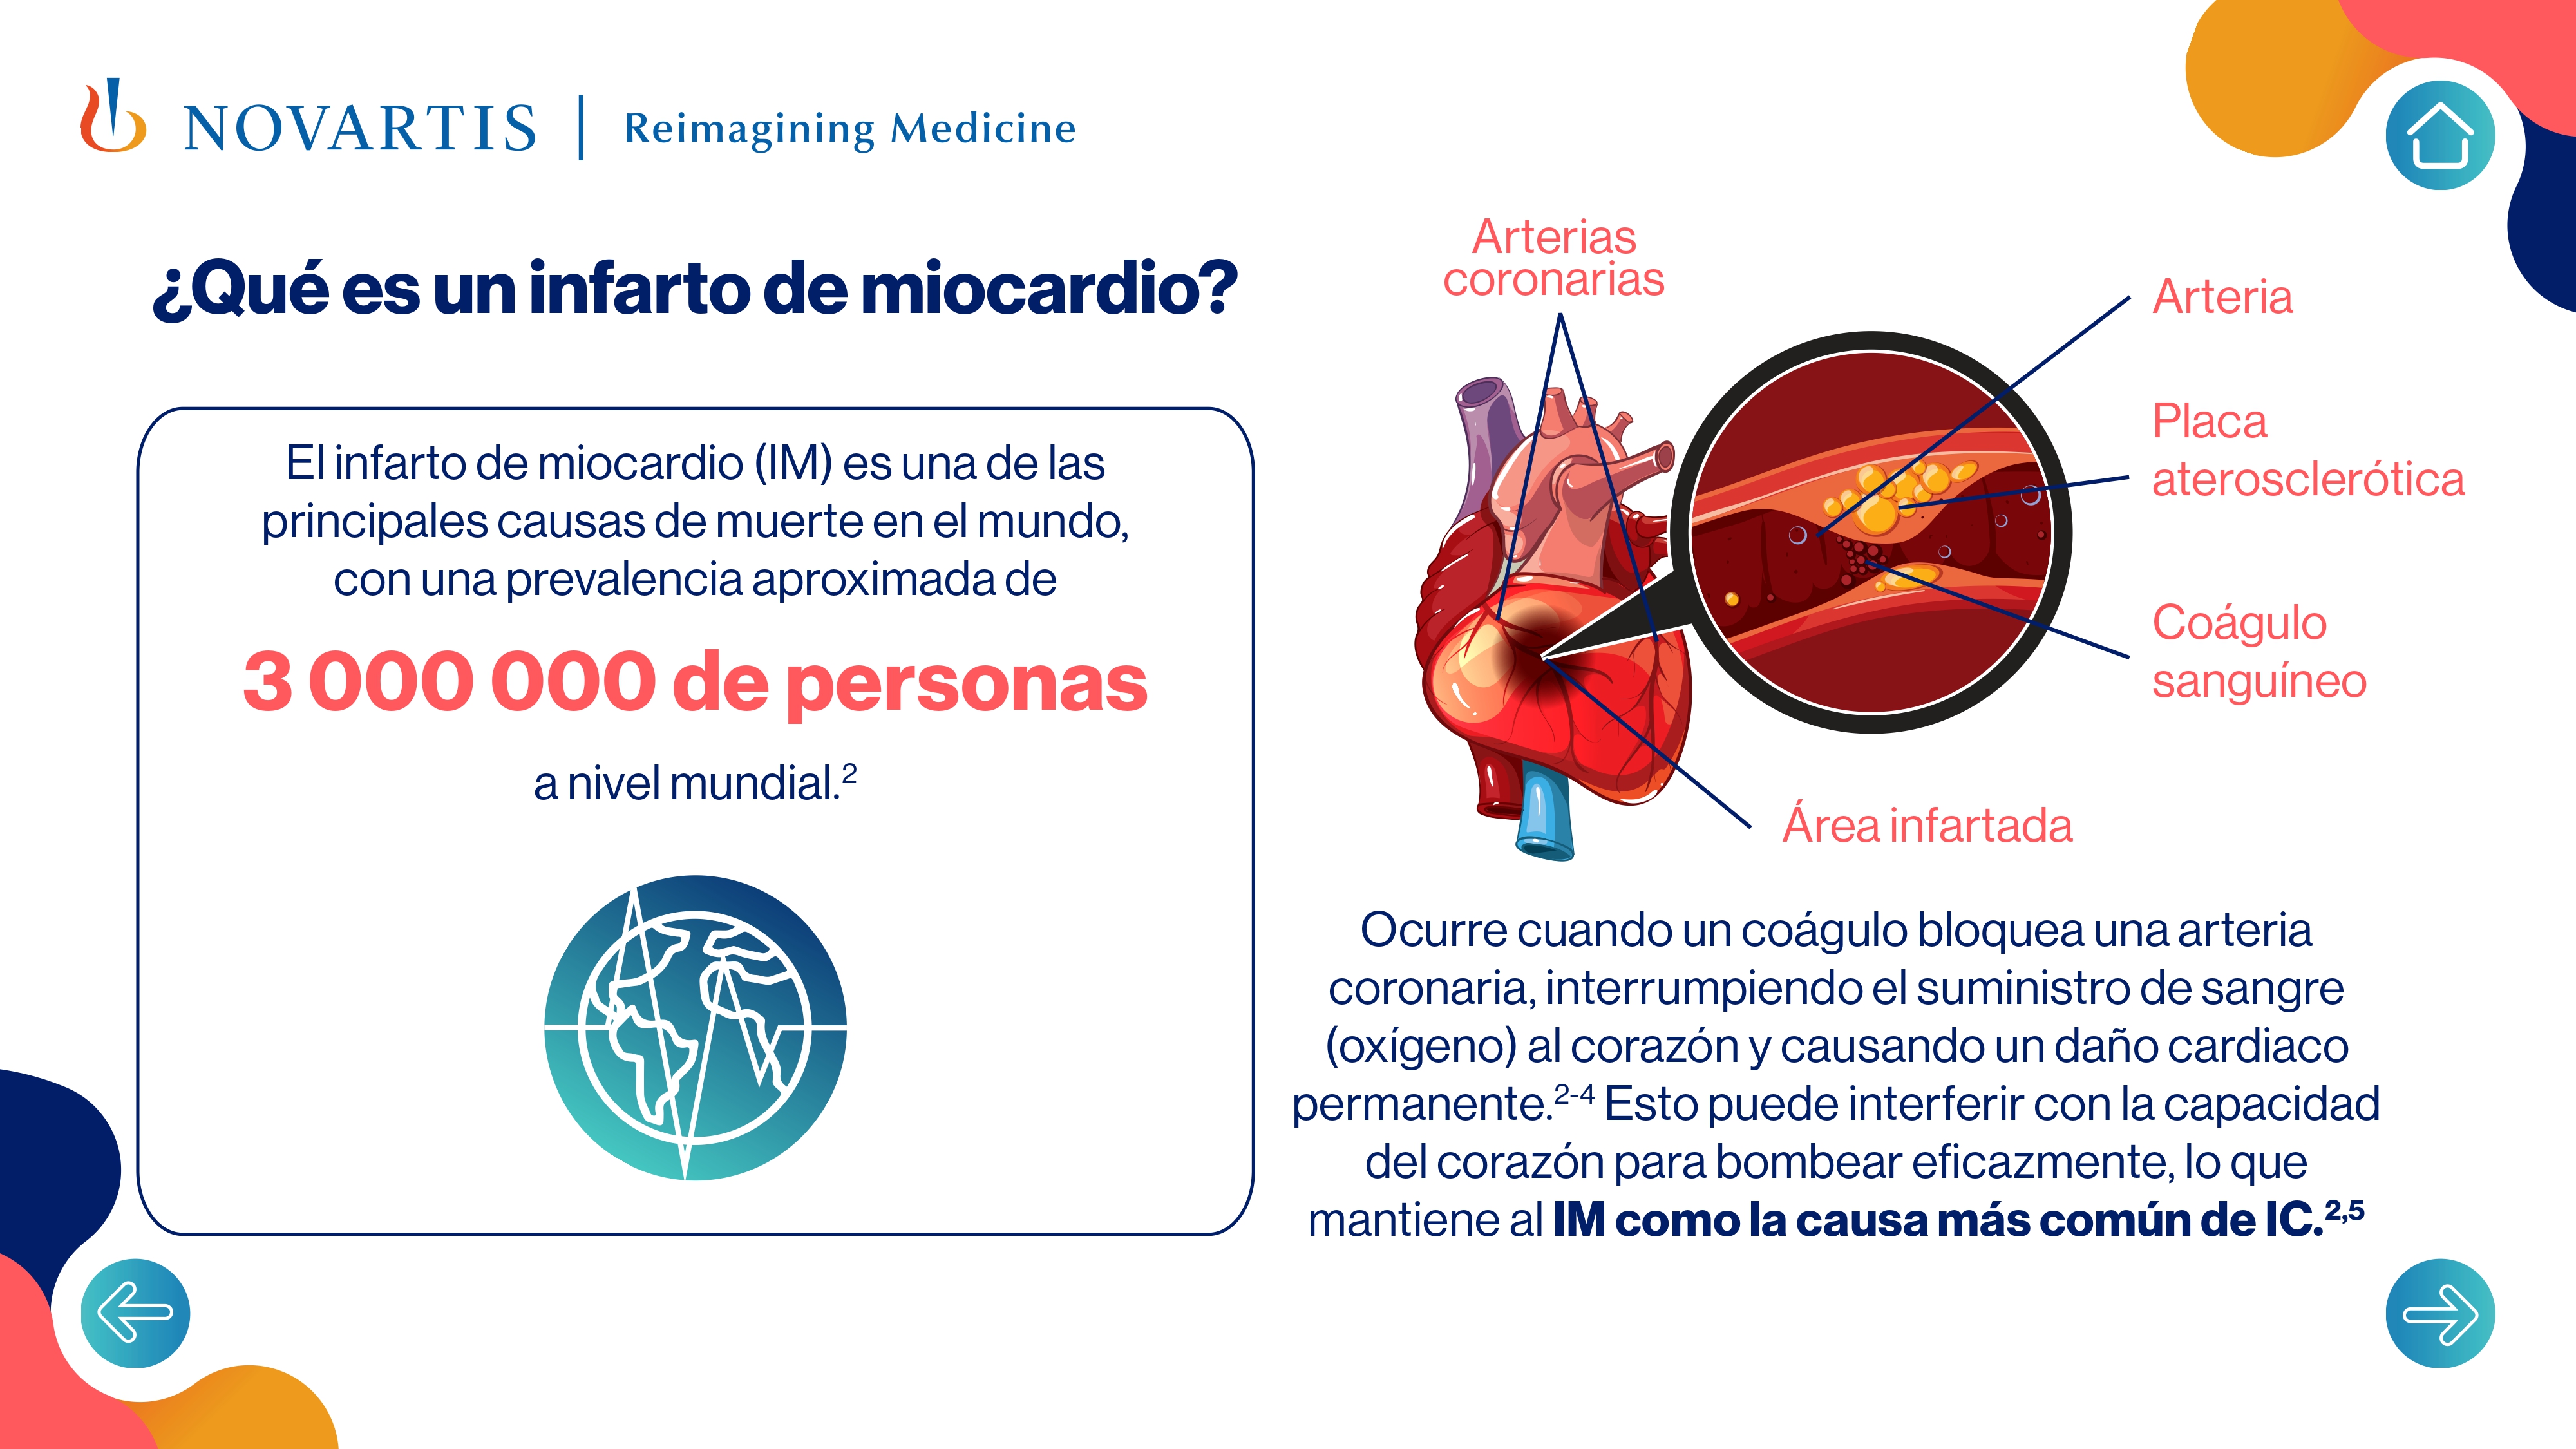 NOVARTIS | Reimagining Medicine
¿Qué es un infarto de miocardio?
El infarto de miocardio (IM) es una de las
principales causas de muerte en el mundo,
con una prevalencia aproximada de
3 000 000 de personas
a nivel mundial.²
Arterias
coronarias
Arteria
Placa
aterosclerótica
Coágulo
sanguíneo
Área infartada
Ocurre cuando un coágulo bloquea una arteria
coronaria, interrumpiendo el suministro de sangre
(oxígeno) al corazón y causando un daño cardiaco
permanente.²⁻⁴ Esto puede interferir con la capacidad
del corazón para bombear eficazmente, lo que
mantiene al IM como la causa más común de IC.²,⁵